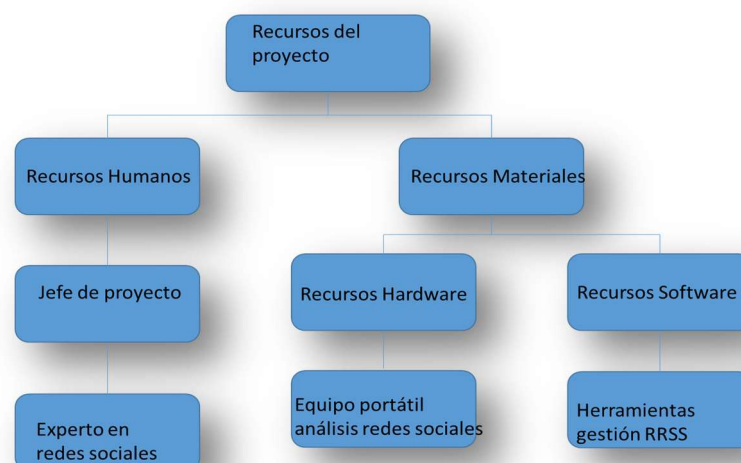 Recursos del
proyecto
Recursos Humanos
Recursos Materiales
Jefe de proyecto
Recursos Hardware
Recursos Software
Experto en
redes sociales
Equipo portátil
análisis redes sociales
Herramientas
gestión RRSS